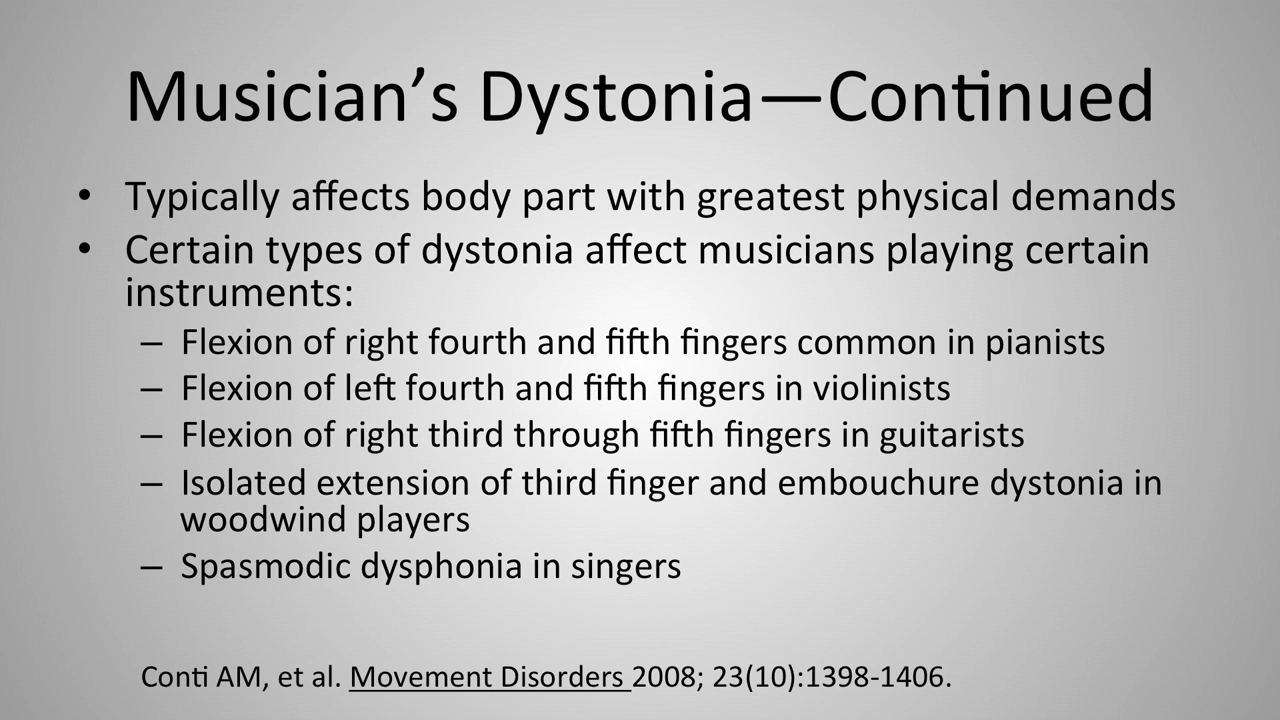 Musician’s Dystonia—Continued
• Typically affects body part with greatest physical demands
• Certain types of dystonia affect musicians playing certain
instruments:
– Flexion of right fourth and fifth fingers common in pianists
– Flexion of left fourth and fifth fingers in violinists
– Flexion of right third through fifth fingers in guitarists
– Isolated extension of third finger and embouchure dystonia in
woodwind players
– Spasmodic dysphonia in singers
Conti AM, et al. Movement Disorders 2008; 23(10):1398-1406.